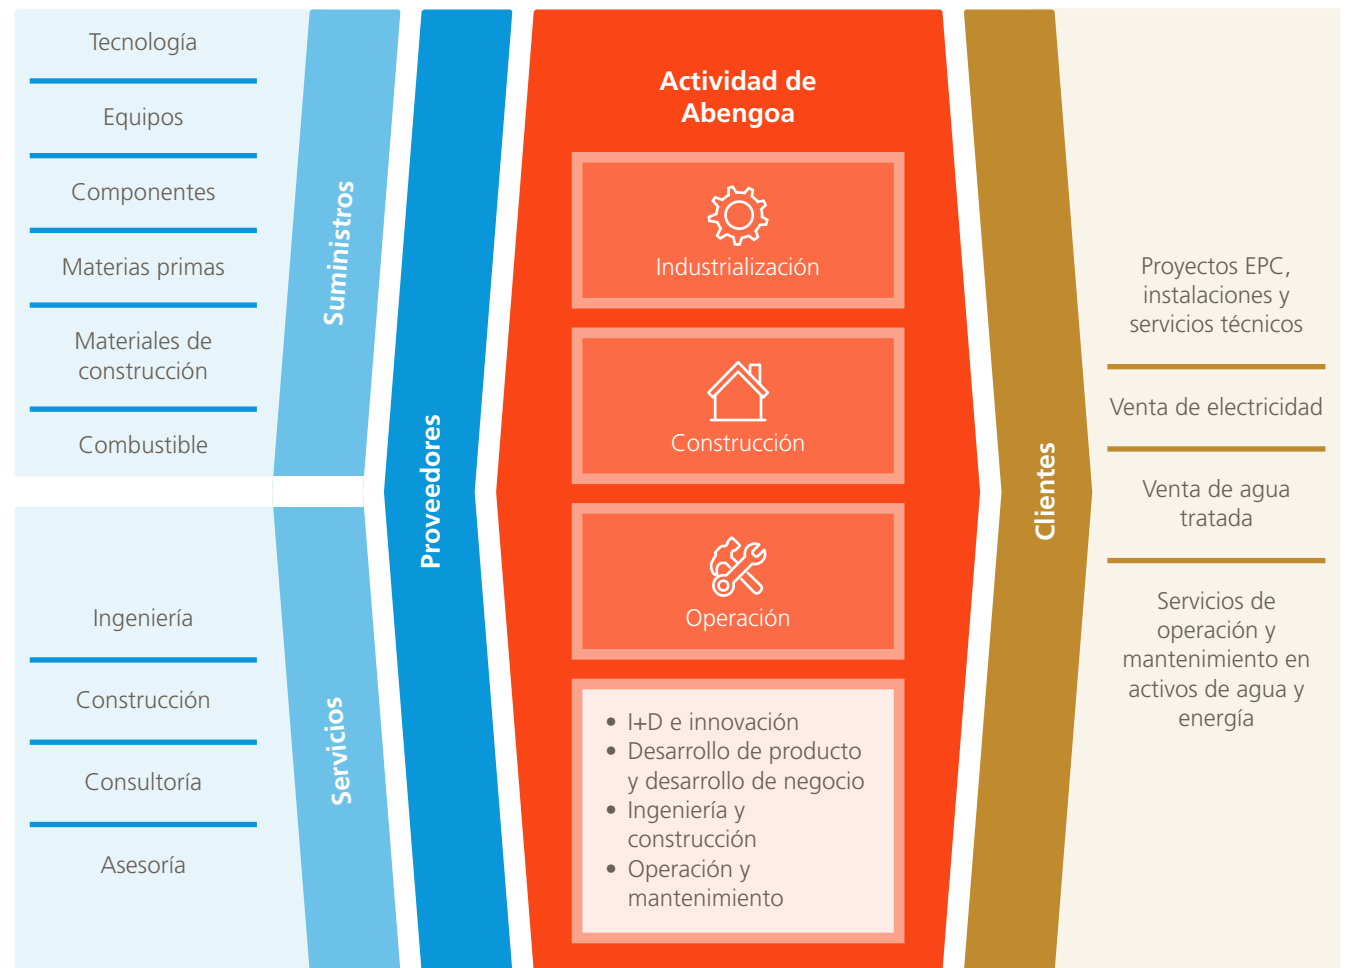 Tecnología
Equipos
Componentes
Materias primas
Materiales de
construcción
Combustible
Suministros
Ingeniería
Construcción
Consultoría
Asesoría
Servicios
Proveedores
Actividad de
Abengoa
Industrialización
Construcción
Operación
• I+D e innovación
• Desarrollo de producto
y desarrollo de negocio
• Ingeniería y
construcción
• Operación y
mantenimiento
Clientes
Proyectos EPC,
instalaciones y
servicios técnicos
Venta de electricidad
Venta de agua
tratada
Servicios de
operación y
mantenimiento en
activos de agua y
energía